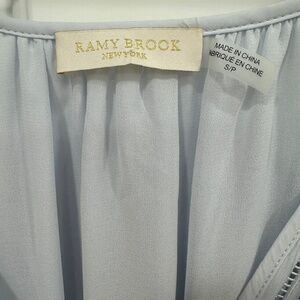 RAMY BROOK
NEW YORK
MADE IN CHINA
FABRIQUE EN CHINE
S/P